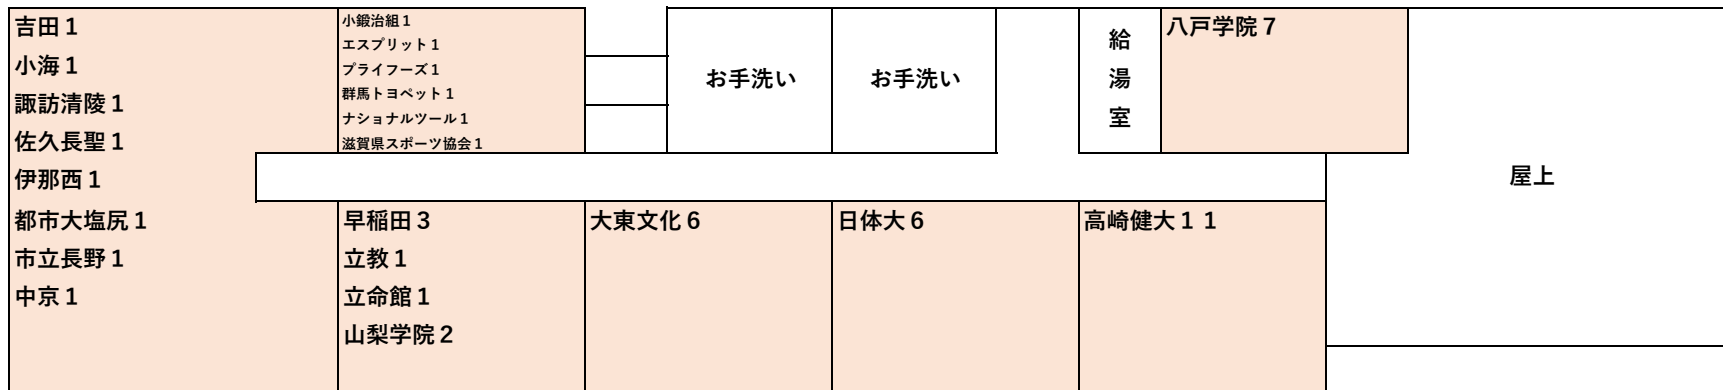 吉田１
小海１
諏訪清陵１
佐久長聖１
伊那西１
都市大塩尻１
市立長野１
中京１
小鍛治組１
エスプリット１
プライフーズ１
群馬トヨペット１
ナショナルツール１
滋賀県スポーツ協会１
お手洗い
お手洗い
給
湯
室
八戸学院７
屋上
早稲田３
立教１
立命館１
山梨学院２
大東文化６
日体大６
高崎健大１１